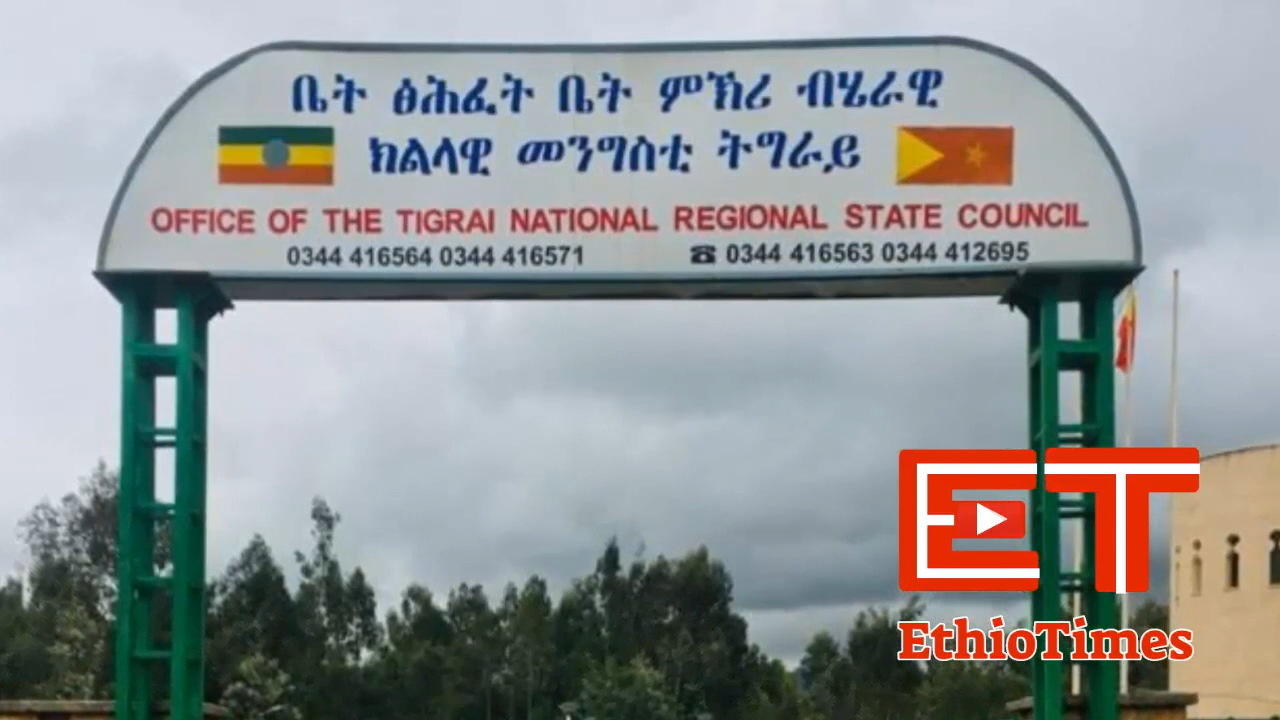 ቤት ፅሕፈት ቤት ምኽሪ ብሄራዊ
ክልላዊ መንግስቲ ትግራይ
OFFICE OF THE TIGRAI NATIONAL REGIONAL STATE COUNCIL
0344 416564 0344 416571 ☎ 0344 416563 0344 412695
ET
EthioTimes